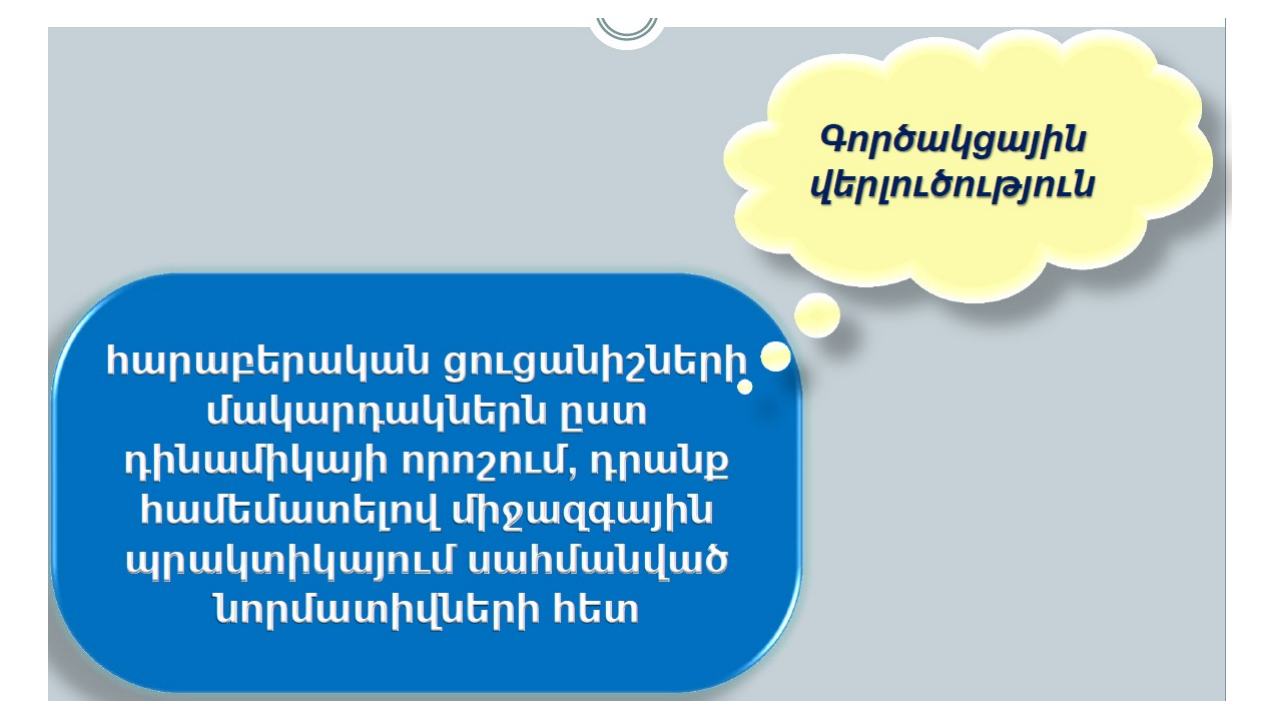 Գործակցային
վերլուծություն
հարաբերական ցուցանիշների
մակարդակներն ըստ
դինամիկայի որոշում, դրանք
համեմատելով միջազգային
պրակտիկայում սահմանված
նորմատիվների հետ